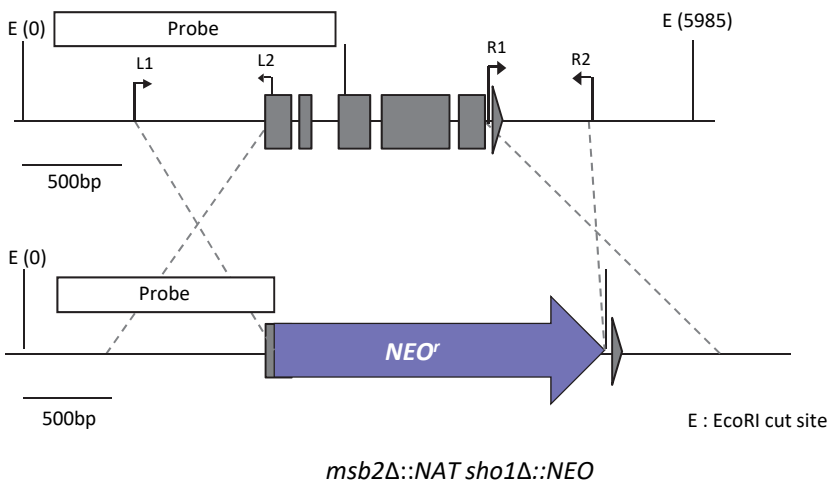 E (0)
Probe
E (5985)
L1
L2
R1
R2
500bp
E (0)
Probe
NEOʳ
500bp
E : EcoRI cut site
msb2Δ::NAT sho1Δ::NEO